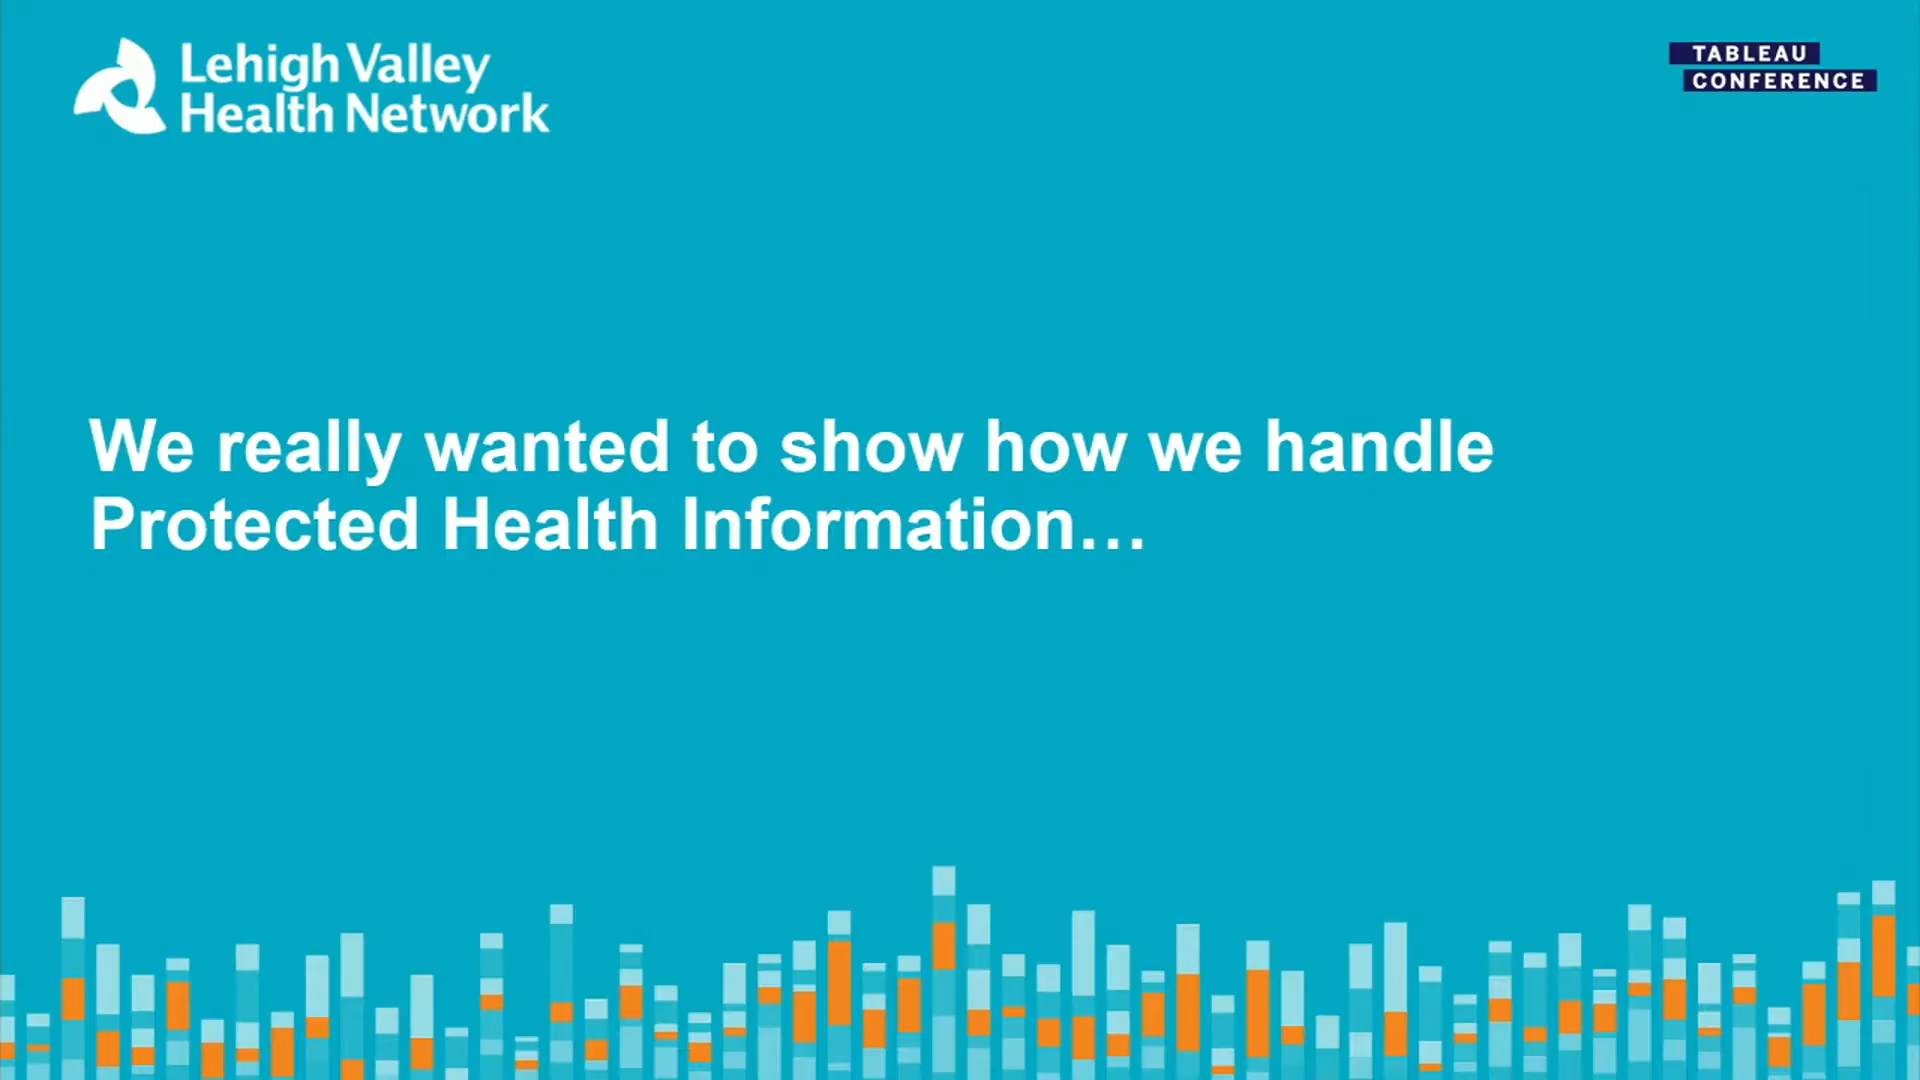 Lehigh Valley
Health Network
TABLEAU
CONFERENCE
We really wanted to show how we handle
Protected Health Information…